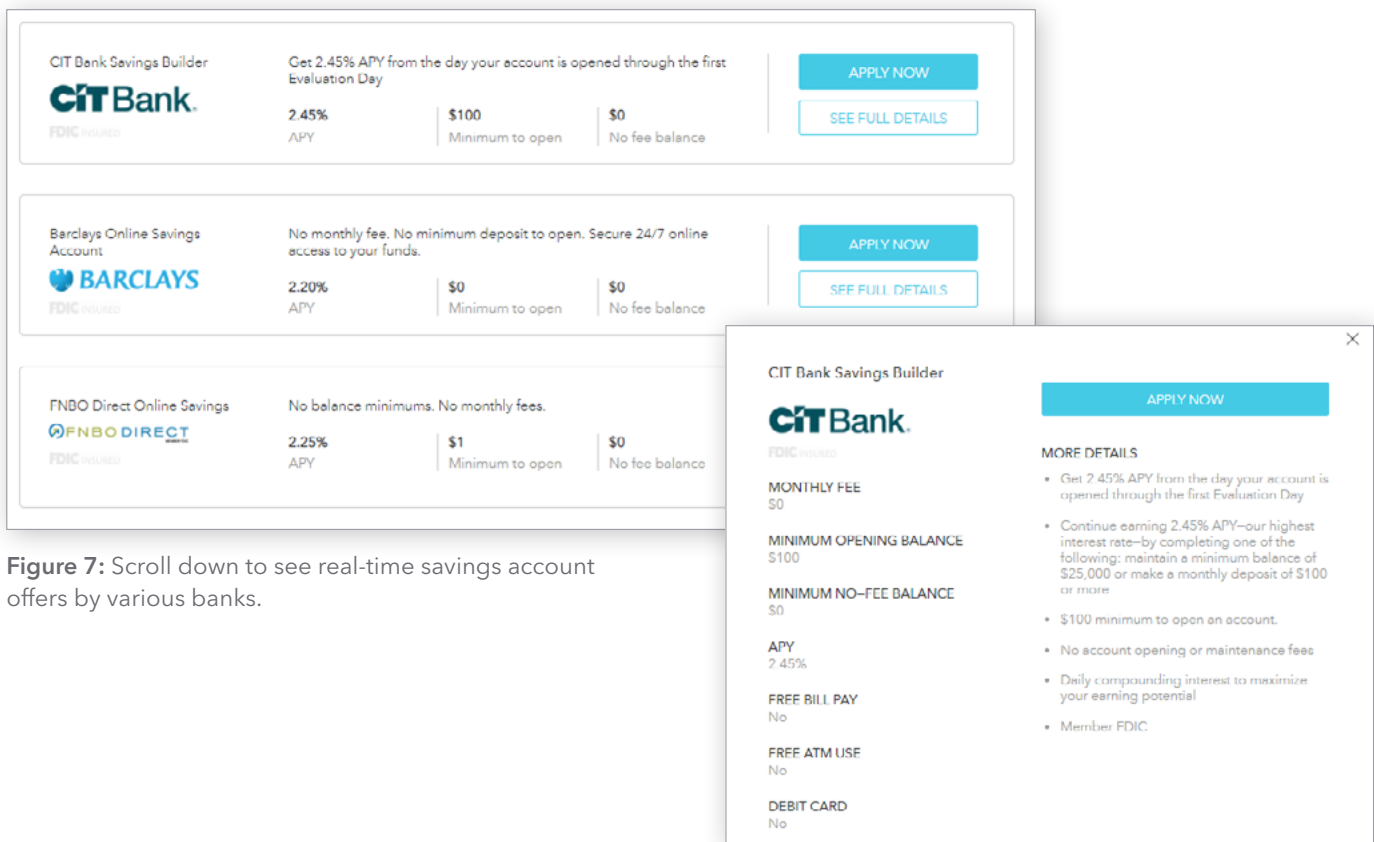 CIT Bank Savings Builder
CiT Bank.
FDIC INSURED
Get 2.45% APY from the day your account is opened through the first
Evaluation Day
2.45%
APY
$100
Minimum to open
$0
No fee balance
APPLY NOW
SEE FULL DETAILS
Barclays Online Savings
Account
BARCLAYS
FDIC INSURED
No monthly fee. No minimum deposit to open. Secure 24/7 online
access to your funds.
2.20%
APY
$0
Minimum to open
$0
No fee balance
APPLY NOW
SEE FULL DETAILS
FNBO Direct Online Savings
FNBO DIRECT
MEMBER FDIC
FDIC INSURED
No balance minimums. No monthly fees.
2.25%
APY
$1
Minimum to open
$0
No fee balance
Figure 7: Scroll down to see real-time savings account
offers by various banks.
CIT Bank Savings Builder
CiT Bank.
FDIC INSURED
MONTHLY FEE
$0
MINIMUM OPENING BALANCE
$100
MINIMUM NO-FEE BALANCE
$0
APY
2.45%
FREE BILL PAY
No
FREE ATM USE
No
DEBIT CARD
No
APPLY NOW
MORE DETAILS
• Get 2.45% APY from the day your account is
opened through the first Evaluation Day
• Continue earning 2.45% APY—our highest
interest rate—by completing one of the
following: maintain a minimum balance of
$25,000 or make a monthly deposit of $100
or more
• $100 minimum to open an account.
• No account opening or maintenance fees
• Daily compounding interest to maximize
your earning potential
• Member FDIC